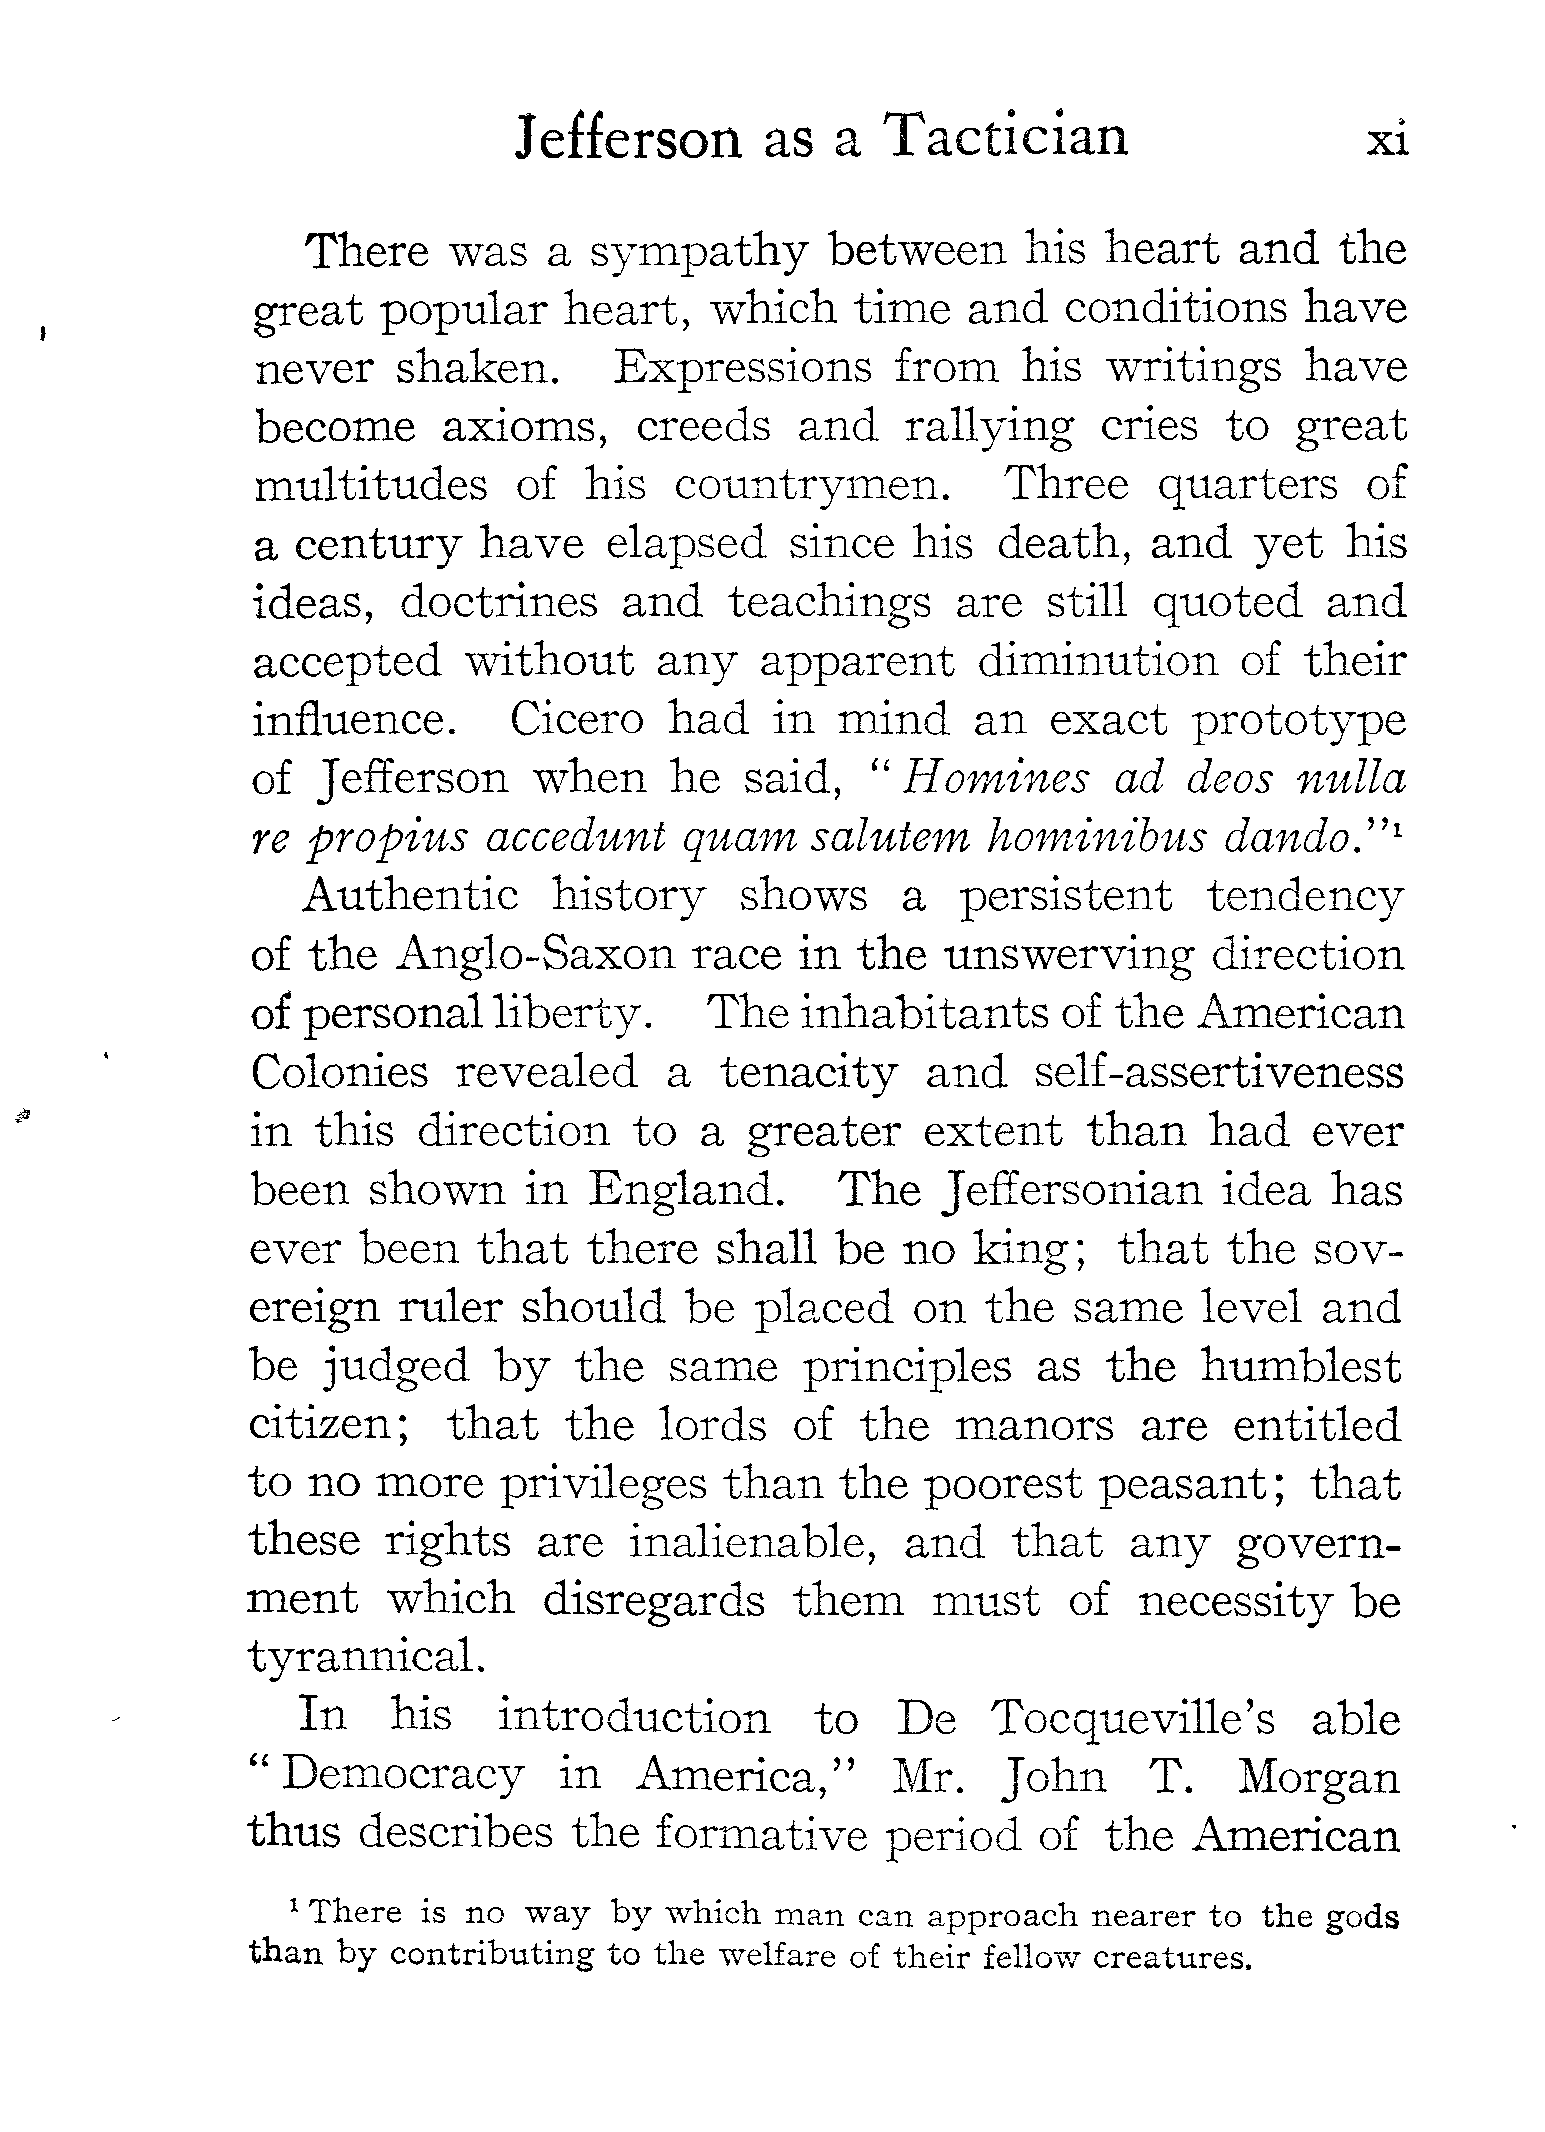 Jefferson as a Tactician xi
There was a sympathy between his heart and the
great popular heart, which time and conditions have
never shaken. Expressions from his writings have
become axioms, creeds and rallying cries to great
multitudes of his countrymen. Three quarters of
a century have elapsed since his death, and yet his
ideas, doctrines and teachings are still quoted and
accepted without any apparent diminution of their
influence. Cicero had in mind an exact prototype
of Jefferson when he said, “Homines ad deos nulla
re propius accedunt quam salutem hominibus dando.”¹
Authentic history shows a persistent tendency
of the Anglo-Saxon race in the unswerving direction
of personal liberty. The inhabitants of the American
Colonies revealed a tenacity and self-assertiveness
in this direction to a greater extent than had ever
been shown in England. The Jeffersonian idea has
ever been that there shall be no king; that the sov-
ereign ruler should be placed on the same level and
be judged by the same principles as the humblest
citizen; that the lords of the manors are entitled
to no more privileges than the poorest peasant; that
these rights are inalienable, and that any govern-
ment which disregards them must of necessity be
tyrannical.
In his introduction to De Tocqueville’s able
“Democracy in America,” Mr. John T. Morgan
thus describes the formative period of the American
¹ There is no way by which man can approach nearer to the gods
than by contributing to the welfare of their fellow creatures.